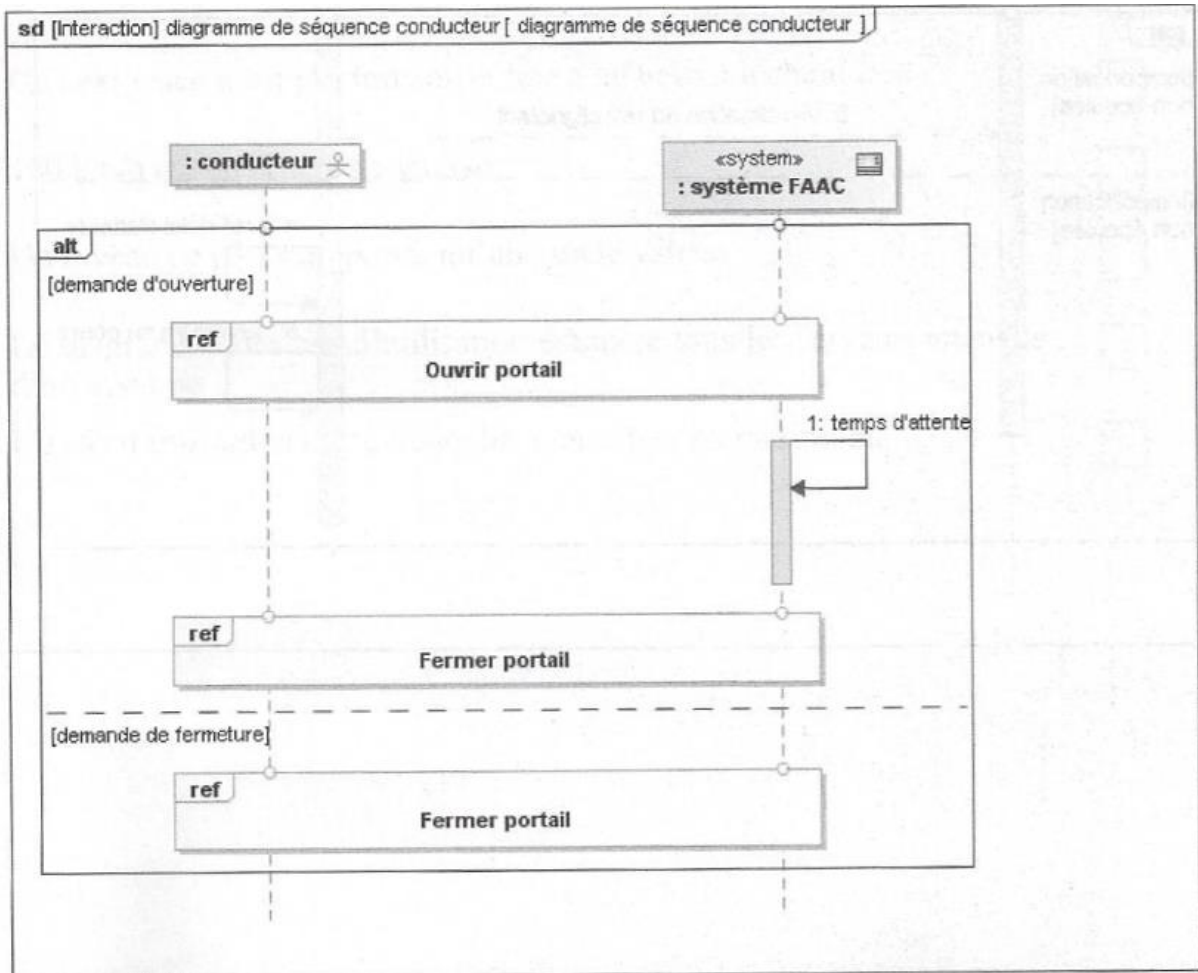 sd [Interaction] diagramme de séquence conducteur [ diagramme de séquence conducteur ]
: conducteur
«system»
: système FAAC
alt
[demande d'ouverture]
ref
Ouvrir portail
1: temps d'attente
ref
Fermer portail
[demande de fermeture]
ref
Fermer portail